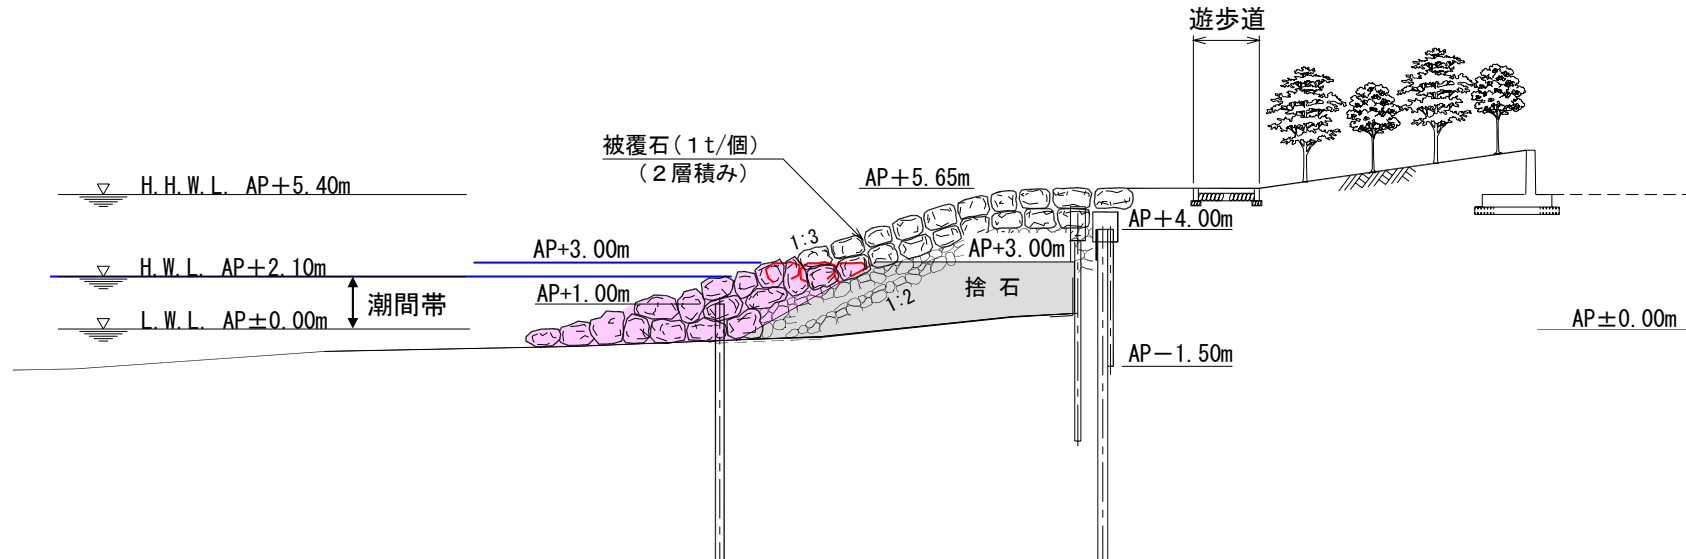 遊歩道
被覆石(1t/個)
(2層積み)
H.H.W.L. AP+5.40m
AP+5.65m
AP+4.00m
1:3
AP+3.00m
AP+3.00m
H.W.L. AP+2.10m
潮間帯
AP+1.00m
1:2
捨石
L.W.L. AP±0.00m
AP±0.00m
AP-1.50m